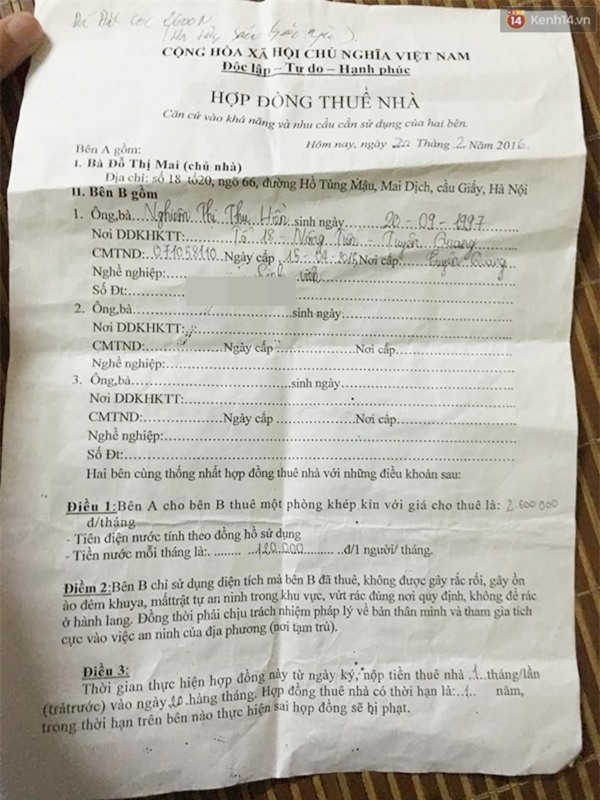 Đã Đặt cọc 2600N
14 Kenh14.vn
CỘNG HÒA XÃ HỘI CHỦ NGHĨA VIỆT NAM
Độc lập – Tự do – Hạnh phúc
HỢP ĐỒNG THUÊ NHÀ
Căn cứ vào khả năng và nhu cầu cần sử dụng của hai bên.
Hôm nay, ngày 20 Tháng 2 Năm 2016
Bên A gồm:
I. Bà Đỗ Thị Mai (chủ nhà)
Địa chỉ: số 18 tổ20, ngõ 66, đường Hồ Tùng Mậu, Mai Dịch, cầu Giấy, Hà Nội
II. Bên B gồm
1. Ông,bà...Nghiêm Thị Thu Hồn sinh ngày 20 - 09 - 1997
Nơi DDKHKTT:...Tổ 18 - Nông Tiến - Tuyên Quang
CMTND:071058110 Ngày cấp 15-04-2015 Nơi cấp Tuyên Quang
Nghề nghiệp:...Sinh viên
Số Đt:
2. Ông,bà...sinh ngày...
Nơi DDKHKTT:...
CMTND:...Ngày cấp...Nơi cấp...
Nghề nghiệp:...
3. Ông,bà...sinh ngày...
Nơi DDKHKTT:...
CMTND:...Ngày cấp...Nơi cấp...
Nghề nghiệp:...
Số Đt:...
Hai bên cùng thống nhất hợp đồng thuê nhà với những điều khoản sau:
Điều 1:Bên A cho bên B thuê một phòng khép kín với giá cho thuê là: 2 600 000
đ/tháng
- Tiền điện nước tính theo đồng hồ sử dụng
- Tiền nước mỗi tháng là:. ...120.000...đ/1 người/ tháng.
Điểm 2:Bên B chỉ sử dụng diện tích mà bên B đã thuê, không được gây rắc rối, gây ồn
ào đêm khuya, mấttrật tự an ninh trong khu vực, vứt rác đúng nơi quy định, không để rác
ở hành lang. Đồng thời phải chịu trách nhiệm pháp lý về bản thân mình và tham gia tích
cực vào việc an ninh của địa phương (nơi tạm trú).
Điều 3:
Thời gian thực hiện hợp đồng này từ ngày ký, nộp tiền thuê nhà .1..tháng/lần
(trảtrước) vào ngày 20.hàng tháng. Hợp đồng thuê nhà có thời hạn là:.1.. năm,
trong thời hạn trên bên nào thực hiện sai hợp đồng sẽ bị phạt.